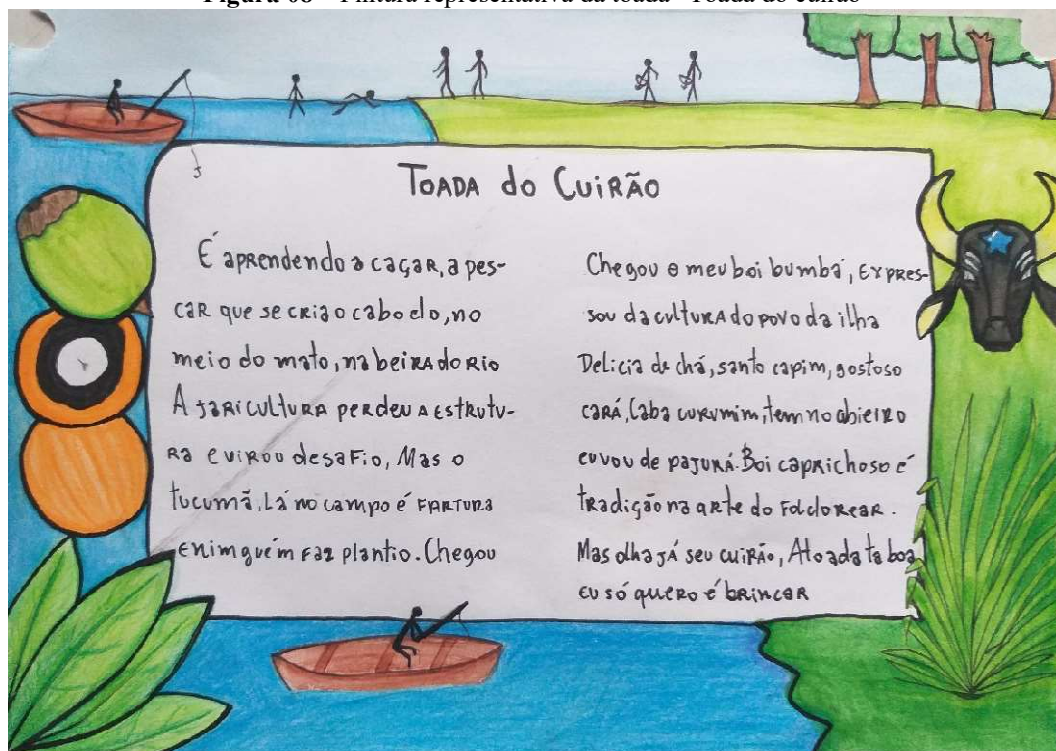 Figura 08 – Pintura representativa da toada "Toada do cuirão"
TOADA do CUIRÃO
É aprendendo a caçar, a pes-
car que se cria o caboclo, no
meio do mato, na beira do rio
A jaricultura perdeu a estrutu-
ra e virou desafio, Mas o
tucumã, Lá no campo é fartura
e ninguém faz plantio. Chegou
Chegou o meu boi bumbá, Expres-
sou da cultura do povo da ilha
Delicia de chá, santo capim, gostoso
cará, Caba curumim, tem no abieiro
eu vou de pajurá. Boi caprichoso é
tradição na arte do Folclorear.
Mas olha já seu cuirão, A toada ta boa
eu só quero é brincar